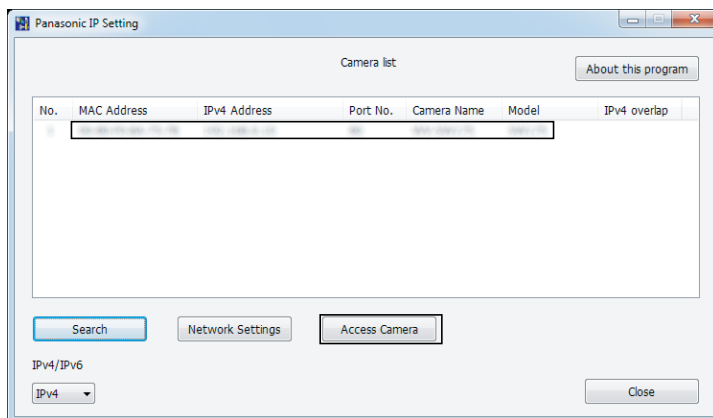 Panasonic IP Setting
Camera list
About this program
No. MAC Address IPv4 Address Port No. Camera Name Model IPv4 overlap
Search Network Settings Access Camera
IPv4/IPv6
IPv4 Close